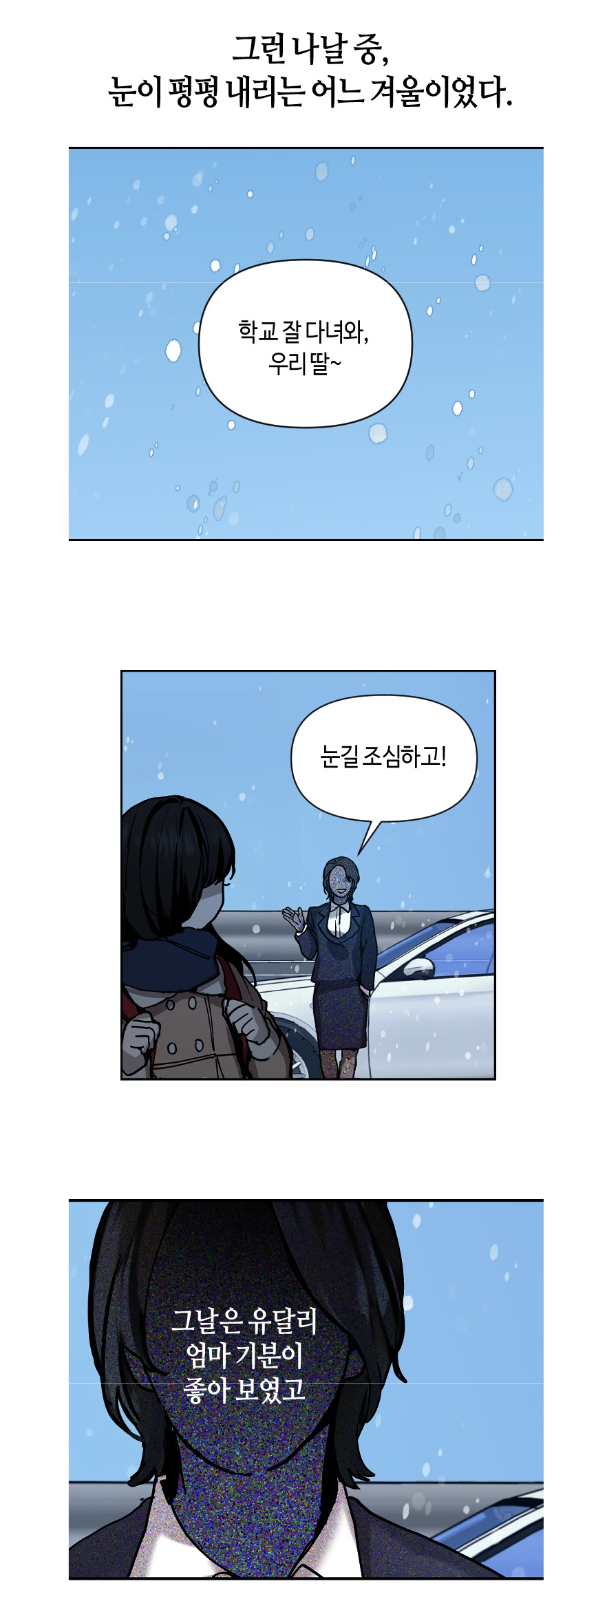 그런 나날 중,
눈이 펑펑 내리는 어느 겨울이었다.
학교 잘 다녀와,
우리 딸~
눈길 조심하고!
그날은 유달리
엄마 기분이
좋아 보였고